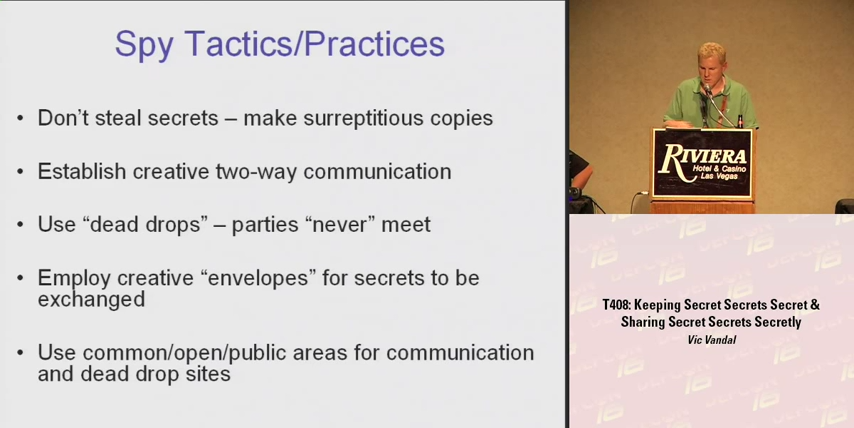 Spy Tactics/Practices
• Don't steal secrets – make surreptitious copies
• Establish creative two-way communication
• Use “dead drops” – parties “never” meet
• Employ creative “envelopes” for secrets to be
exchanged
• Use common/open/public areas for communication
and dead drop sites
RIVIERA
Hotel & Casino
Las Vegas
T408: Keeping Secret Secrets Secret &
Sharing Secret Secrets Secretly
Vic Vandal